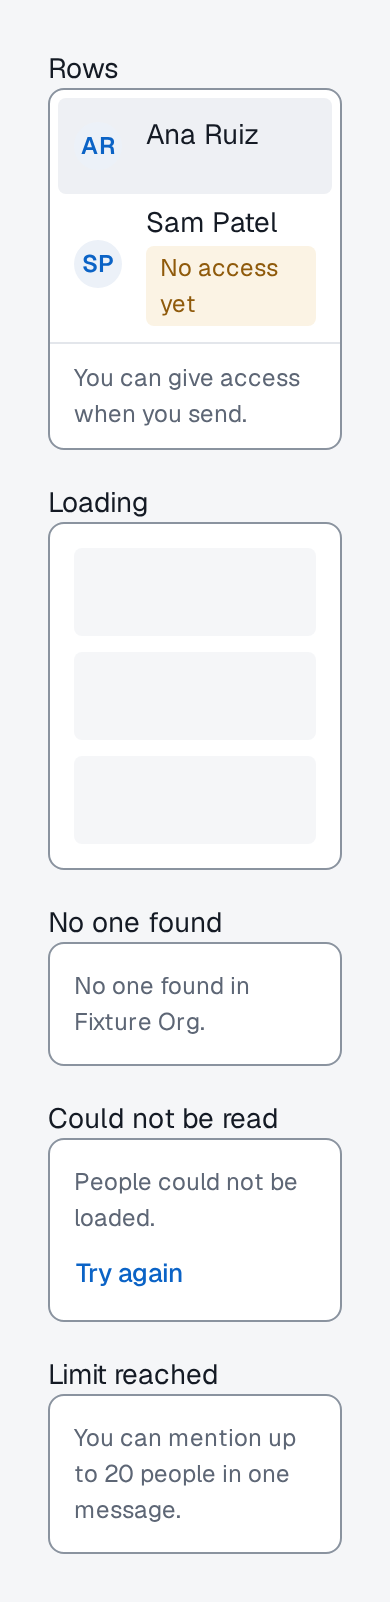 Rows
AR
Ana Ruiz
Sam Patel
SP
No access
yet
You can give access
when you send.
Loading
No one found
No one found in
Fixture Org.
Could not be read
People could not be
loaded.
Try again
Limit reached
You can mention up
to 20 people in one
message.